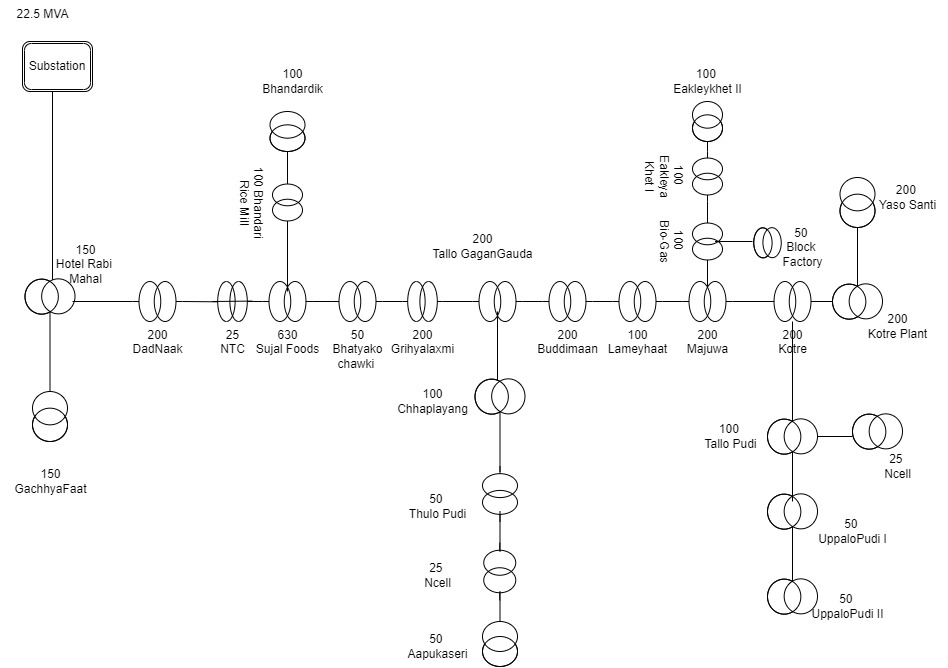 22.5 MVA
Substation
100
Bhandardik
100 Bhandari
Rice Mill
100
Eakleykhet II
100
Eakleya
Khet I
100
Bio-Gas
50
Block
Factory
200
Yaso Santi
150
Hotel Rabi
Mahal
200
Tallo GaganGauda
200
DadNaak
25
NTC
630
Sujal Foods
50
Bhatyako
chawki
200
Grihyalaxmi
200
Buddimaan
100
Lameyhaat
200
Majuwa
200
Kotre
200
Kotre Plant
150
GachhyaFaat
100
Chhaplayang
50
Thulo Pudi
25
Ncell
50
Aapukaseri
100
Tallo Pudi
25
Ncell
50
UppaloPudi I
50
UppaloPudi II